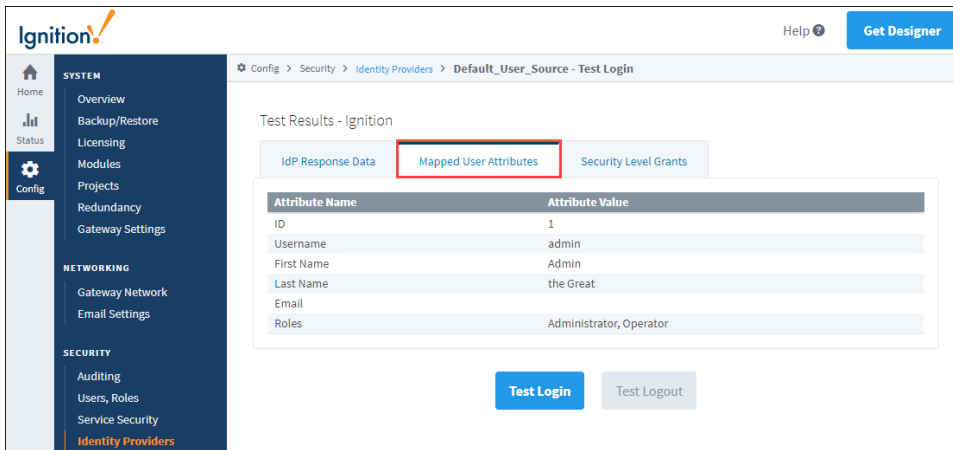 Ignition!
Help ?
Get Designer
Home
Status
Config
SYSTEM
Overview
Backup/Restore
Licensing
Modules
Projects
Redundancy
Gateway Settings
NETWORKING
Gateway Network
Email Settings
SECURITY
Auditing
Users, Roles
Service Security
Identity Providers
Config > Security > Identity Providers > Default_User_Source - Test Login
Test Results - Ignition
IdP Response Data
Mapped User Attributes
Security Level Grants
Attribute Name Attribute Value
ID 1
Username admin
First Name Admin
Last Name the Great
Email
Roles Administrator, Operator
Test Login
Test Logout